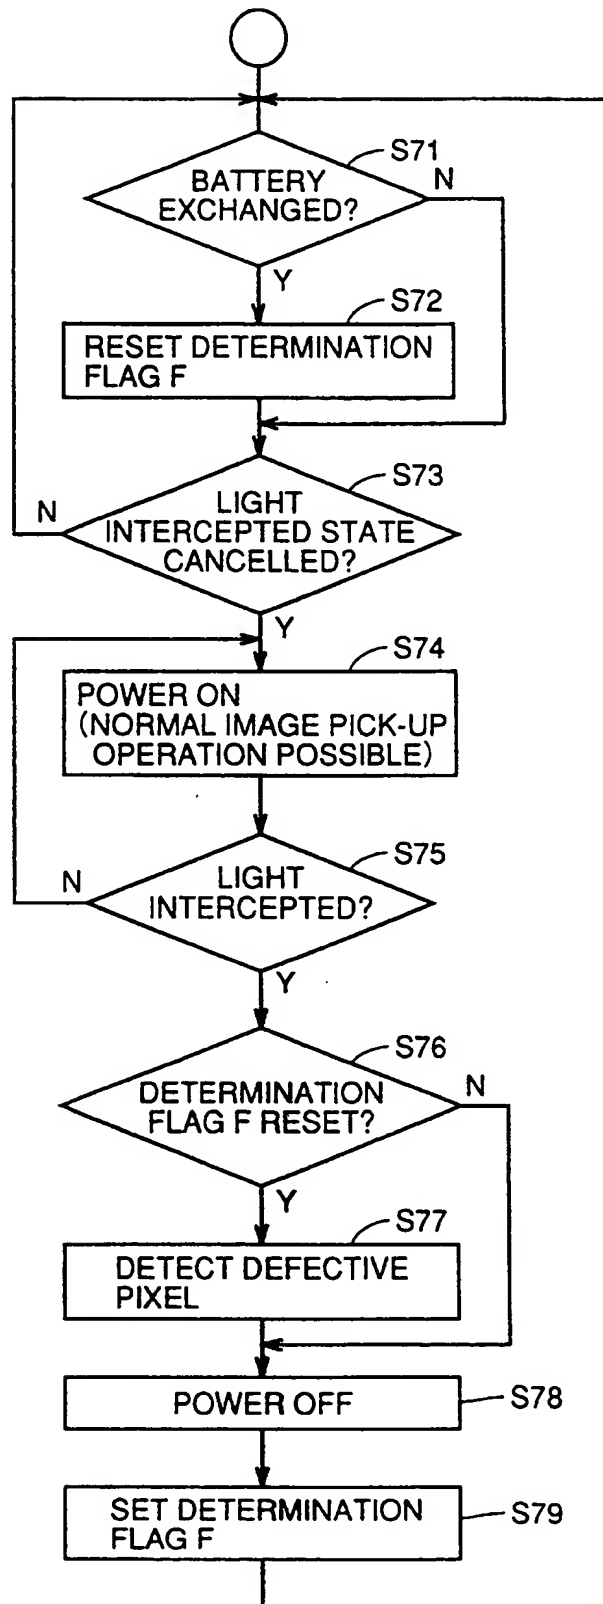 S71
BATTERY
EXCHANGED?
N
Y
S72
RESET DETERMINATION
FLAG F
S73
N
LIGHT
INTERCEPTED STATE
CANCELLED?
Y
S74
POWER ON
(NORMAL IMAGE PICK-UP
OPERATION POSSIBLE)
S75
N
LIGHT
INTERCEPTED?
Y
S76
N
DETERMINATION
FLAG F RESET?
Y
S77
DETECT DEFECTIVE
PIXEL
POWER OFF
S78
SET DETERMINATION
FLAG F
S79